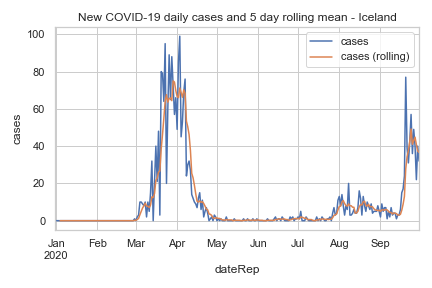 New COVID-19 daily cases and 5 day rolling mean - Iceland
cases
cases (rolling)
100
80
60
40
20
0
cases
Jan Feb Mar Apr May Jun Jul Aug Sep
2020
dateRep